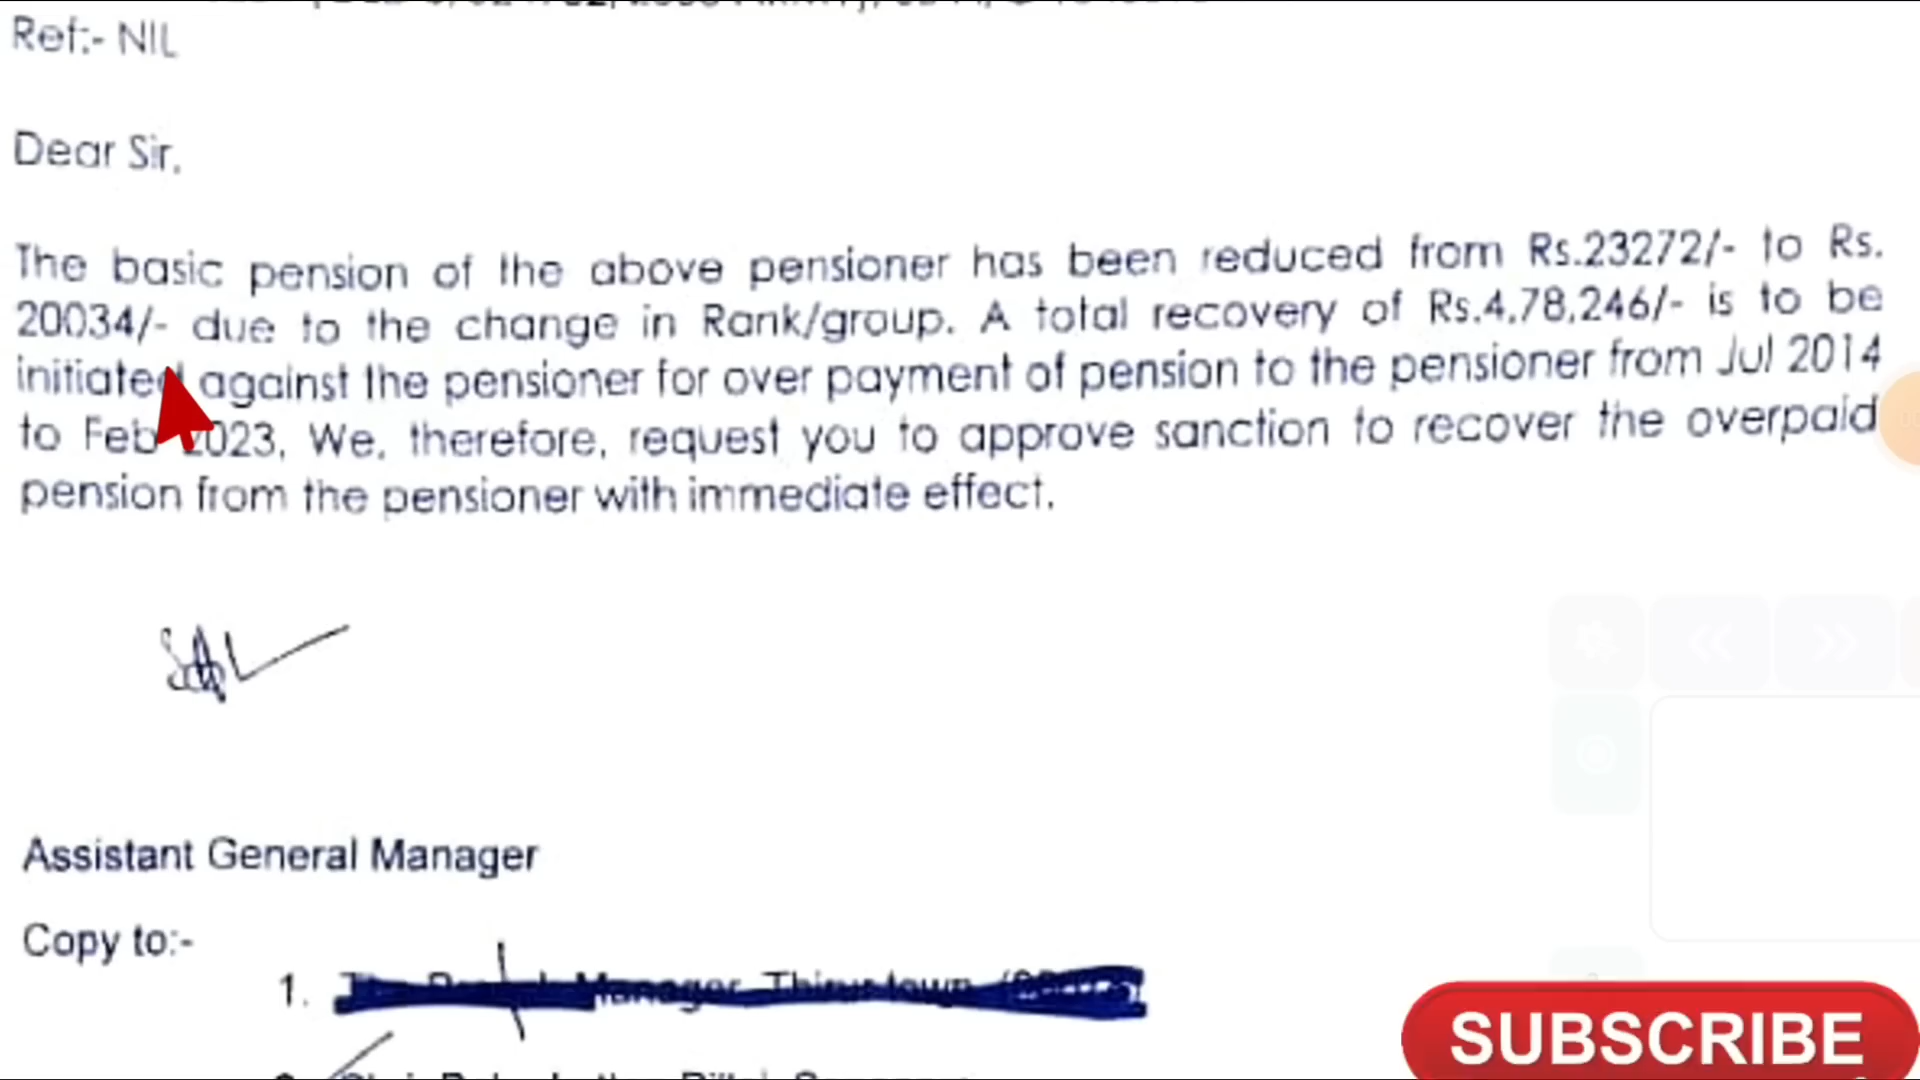 Ref:- NIL
Dear Sir,
The basic pension of the above pensioner has been reduced from Rs.23272/- to Rs.
20034/- due to the change in Rank/group. A total recovery of Rs.4,78,246/- is to be
initiated against the pensioner for over payment of pension to the pensioner from Jul 2014
to Feb 2023. We, therefore, request you to approve sanction to recover the overpaid
pension from the pensioner with immediate effect.
Assistant General Manager
Copy to:-
1. Manager,
SUBSCRIBE